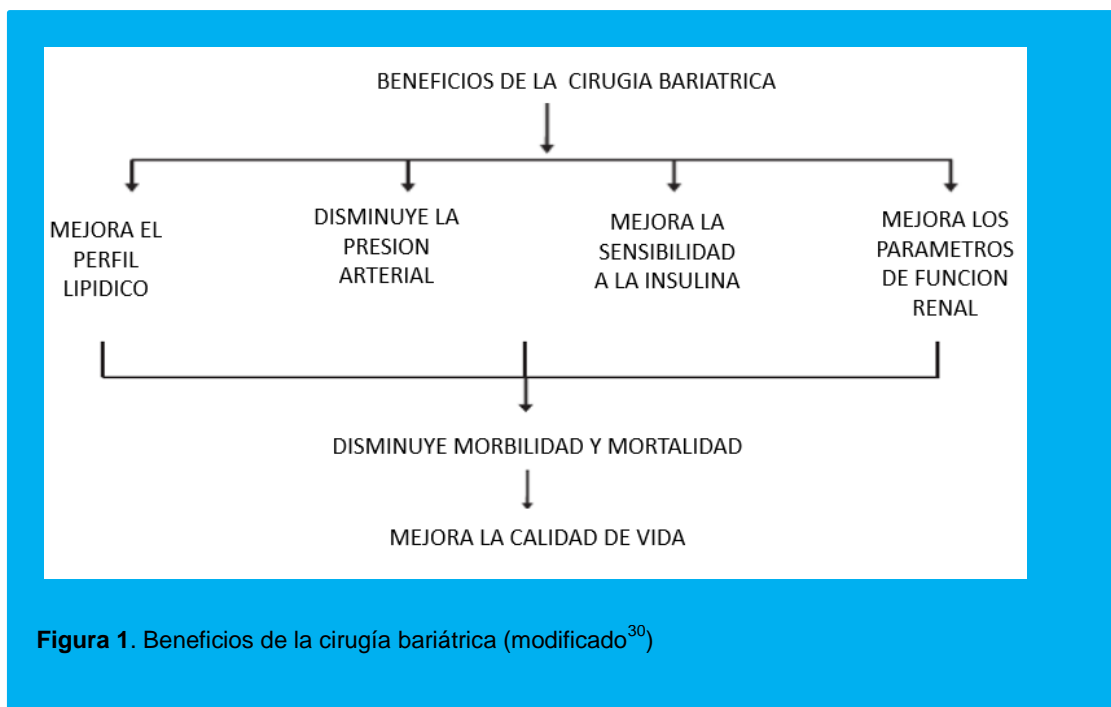 BENEFICIOS DE LA CIRUGIA BARIATRICA
MEJORA EL
PERFIL
LIPIDICO
DISMINUYE LA
PRESION
ARTERIAL
MEJORA LA
SENSIBILIDAD
A LA INSULINA
MEJORA LOS
PARAMETROS
DE FUNCION
RENAL
DISMINUYE MORBILIDAD Y MORTALIDAD
MEJORA LA CALIDAD DE VIDA
Figura 1. Beneficios de la cirugía bariátrica (modificado30)